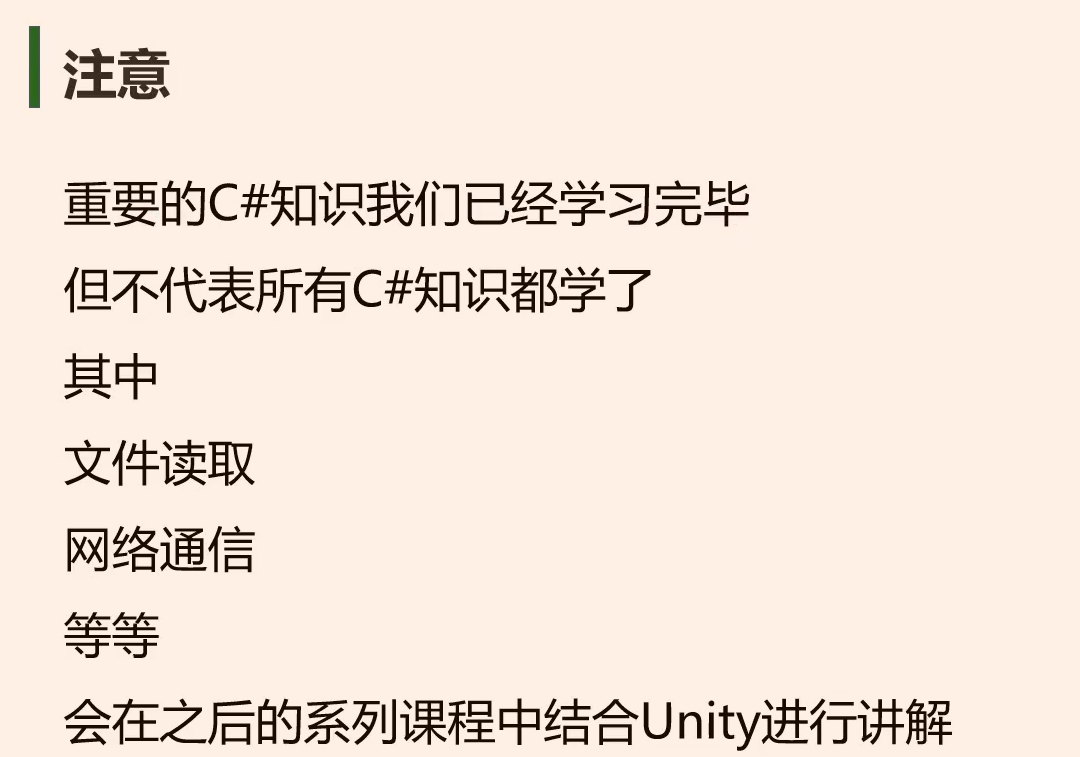 注意
重要的C#知识我们已经学习完毕
但不代表所有C#知识都学了
其中
文件读取
网络通信
等等
会在之后的系列课程中结合Unity进行讲解